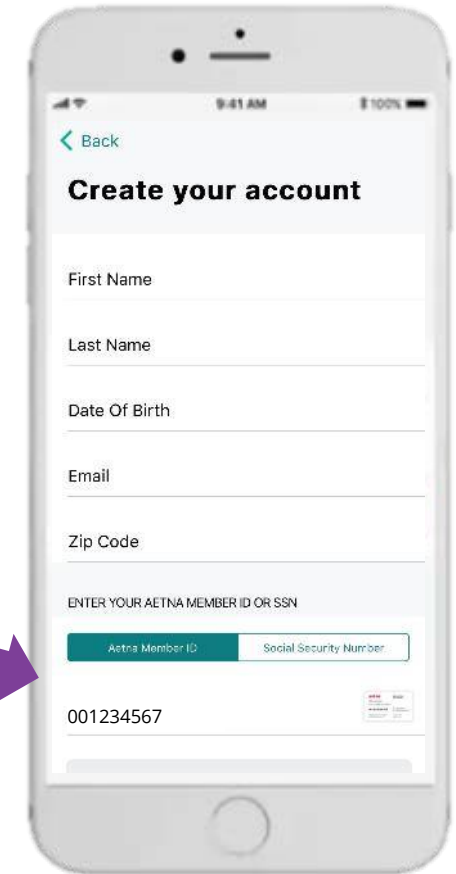 9:41 AM 100%
Back
Create your account
First Name
Last Name
Date Of Birth
Email
Zip Code
ENTER YOUR AETNA MEMBER ID OR SSN
Aetna Member ID Social Security Number
001234567